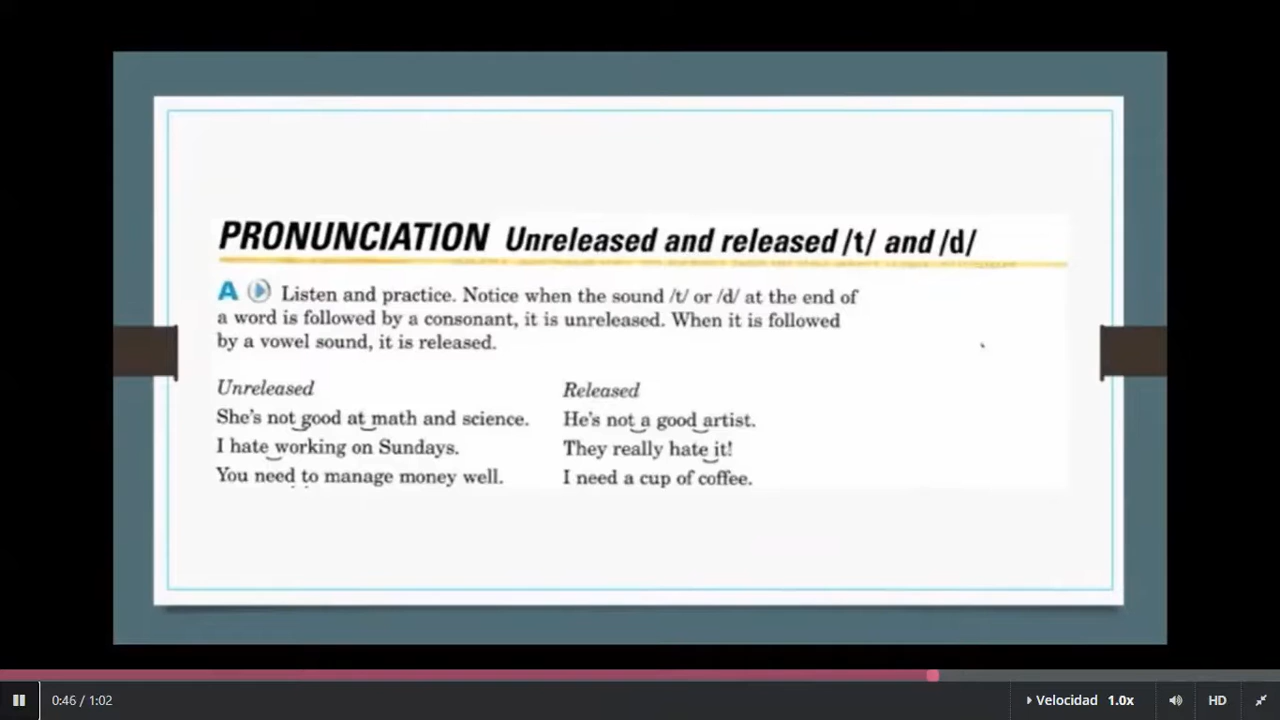 PRONUNCIATION Unreleased and released /t/ and /d/
A Listen and practice. Notice when the sound /t/ or /d/ at the end of
a word is followed by a consonant, it is unreleased. When it is followed
by a vowel sound, it is released.
Unreleased
She's not good at math and science.
I hate working on Sundays.
You need to manage money well.
Released
He's not a good artist.
They really hate it!
I need a cup of coffee.
0:46 / 1:02
Velocidad 1.0x
HD